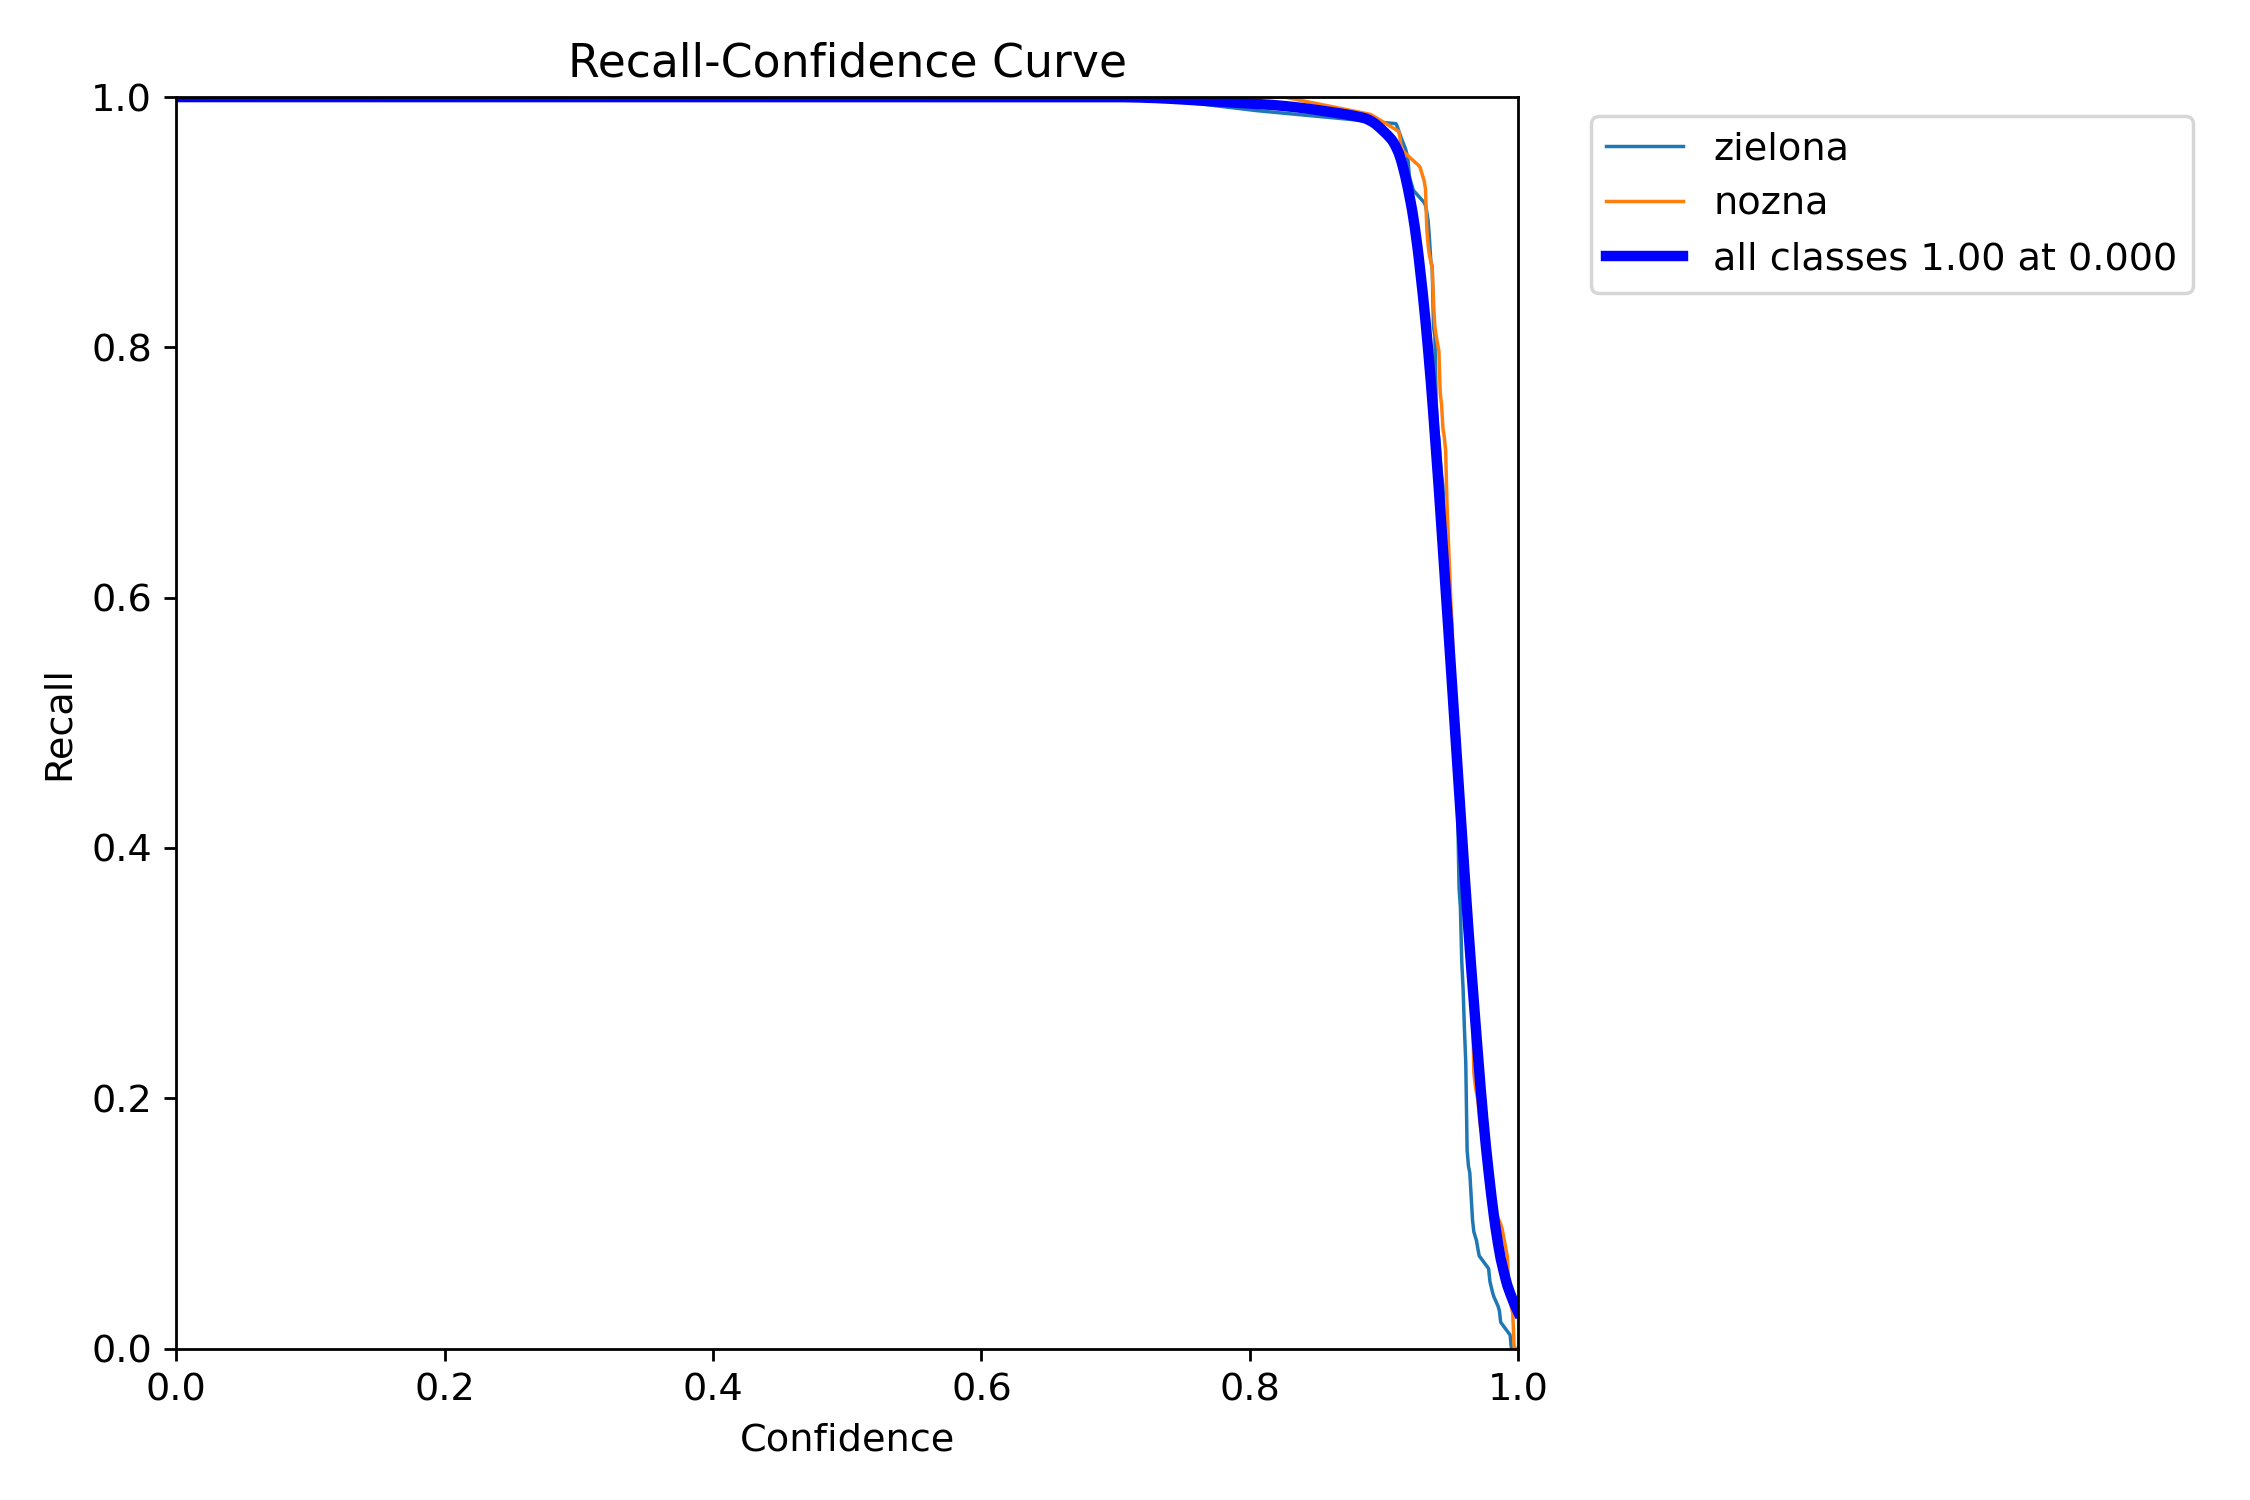 Recall-Confidence Curve
1.0
0.8
0.6
0.4
0.2
0.0
Recall
0.0 0.2 0.4 0.6 0.8 1.0
Confidence
zielona
nozna
all classes 1.00 at 0.000